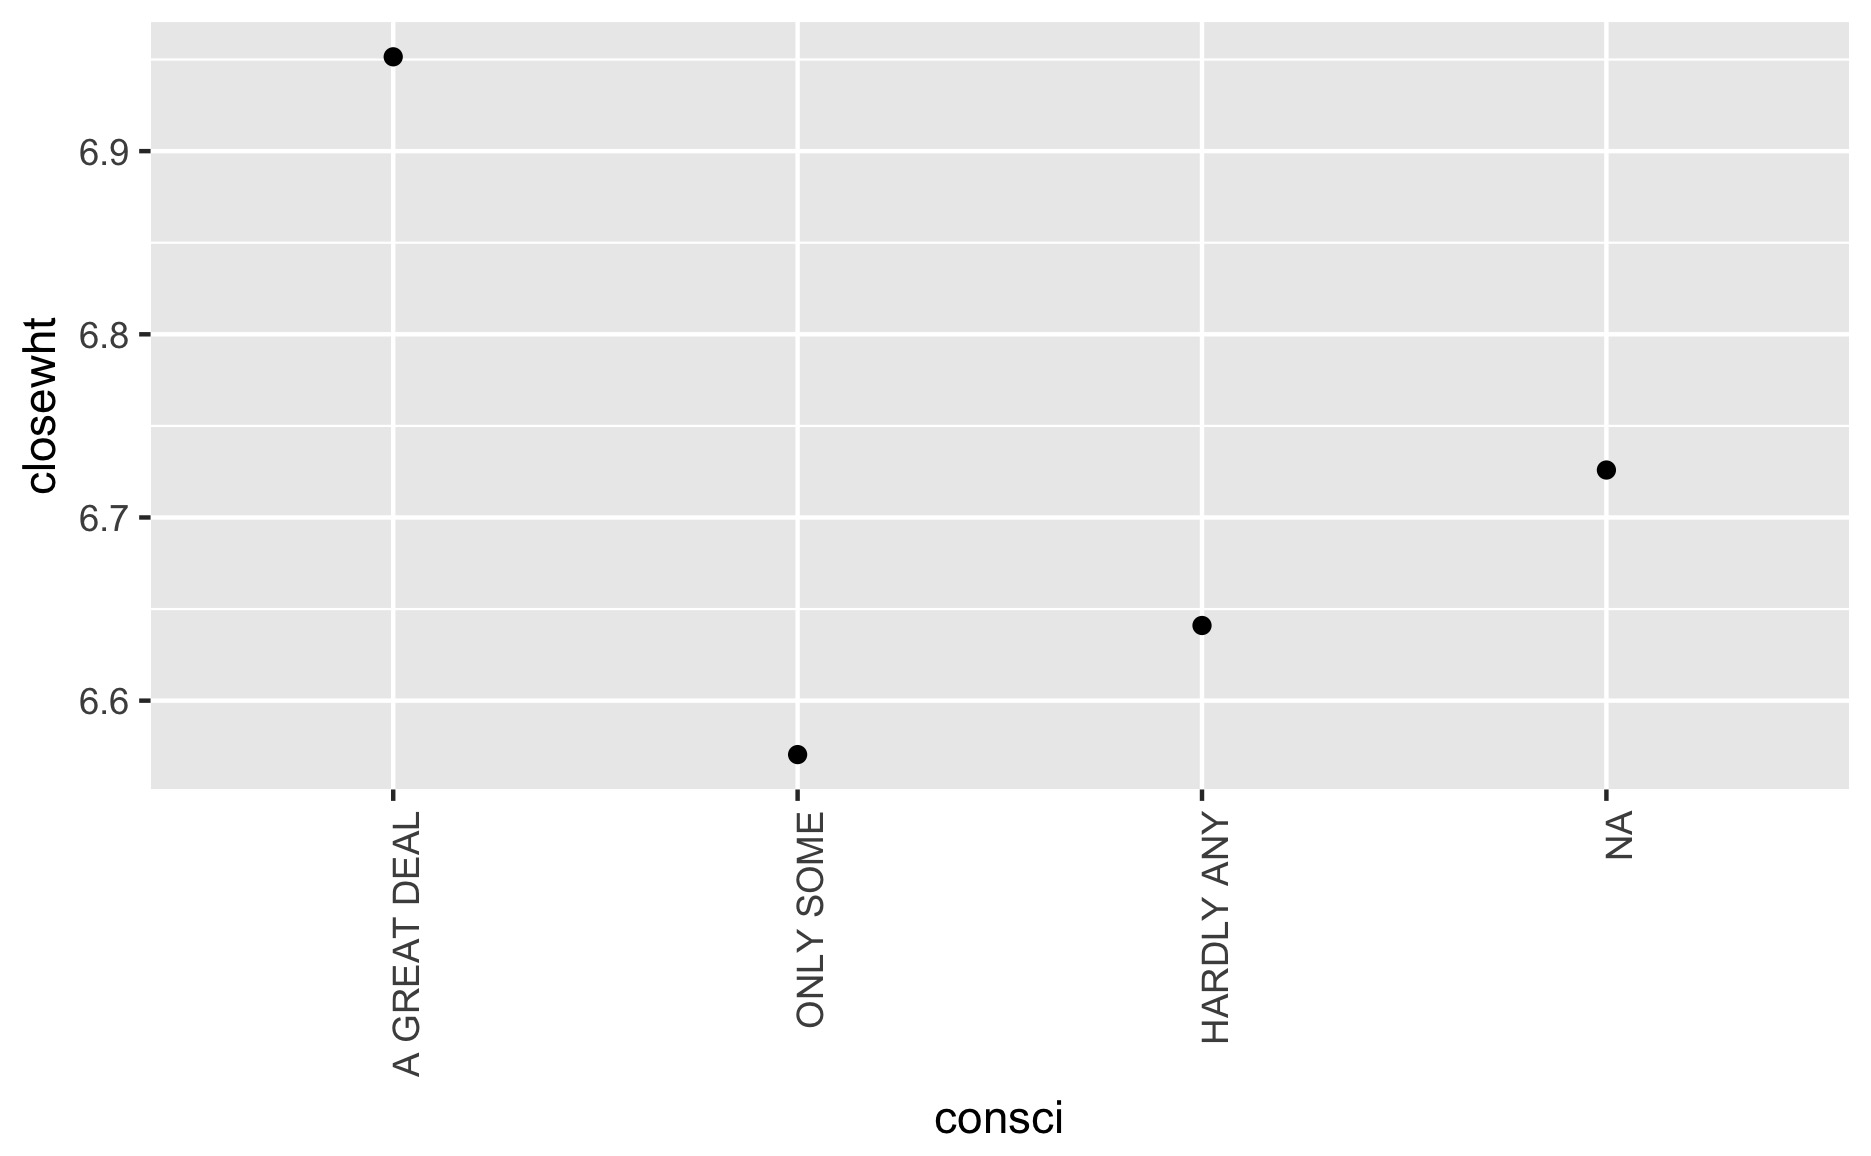 closewht
6.9
6.8
6.7
6.6
A GREAT DEAL
ONLY SOME
HARDLY ANY
NA
consci